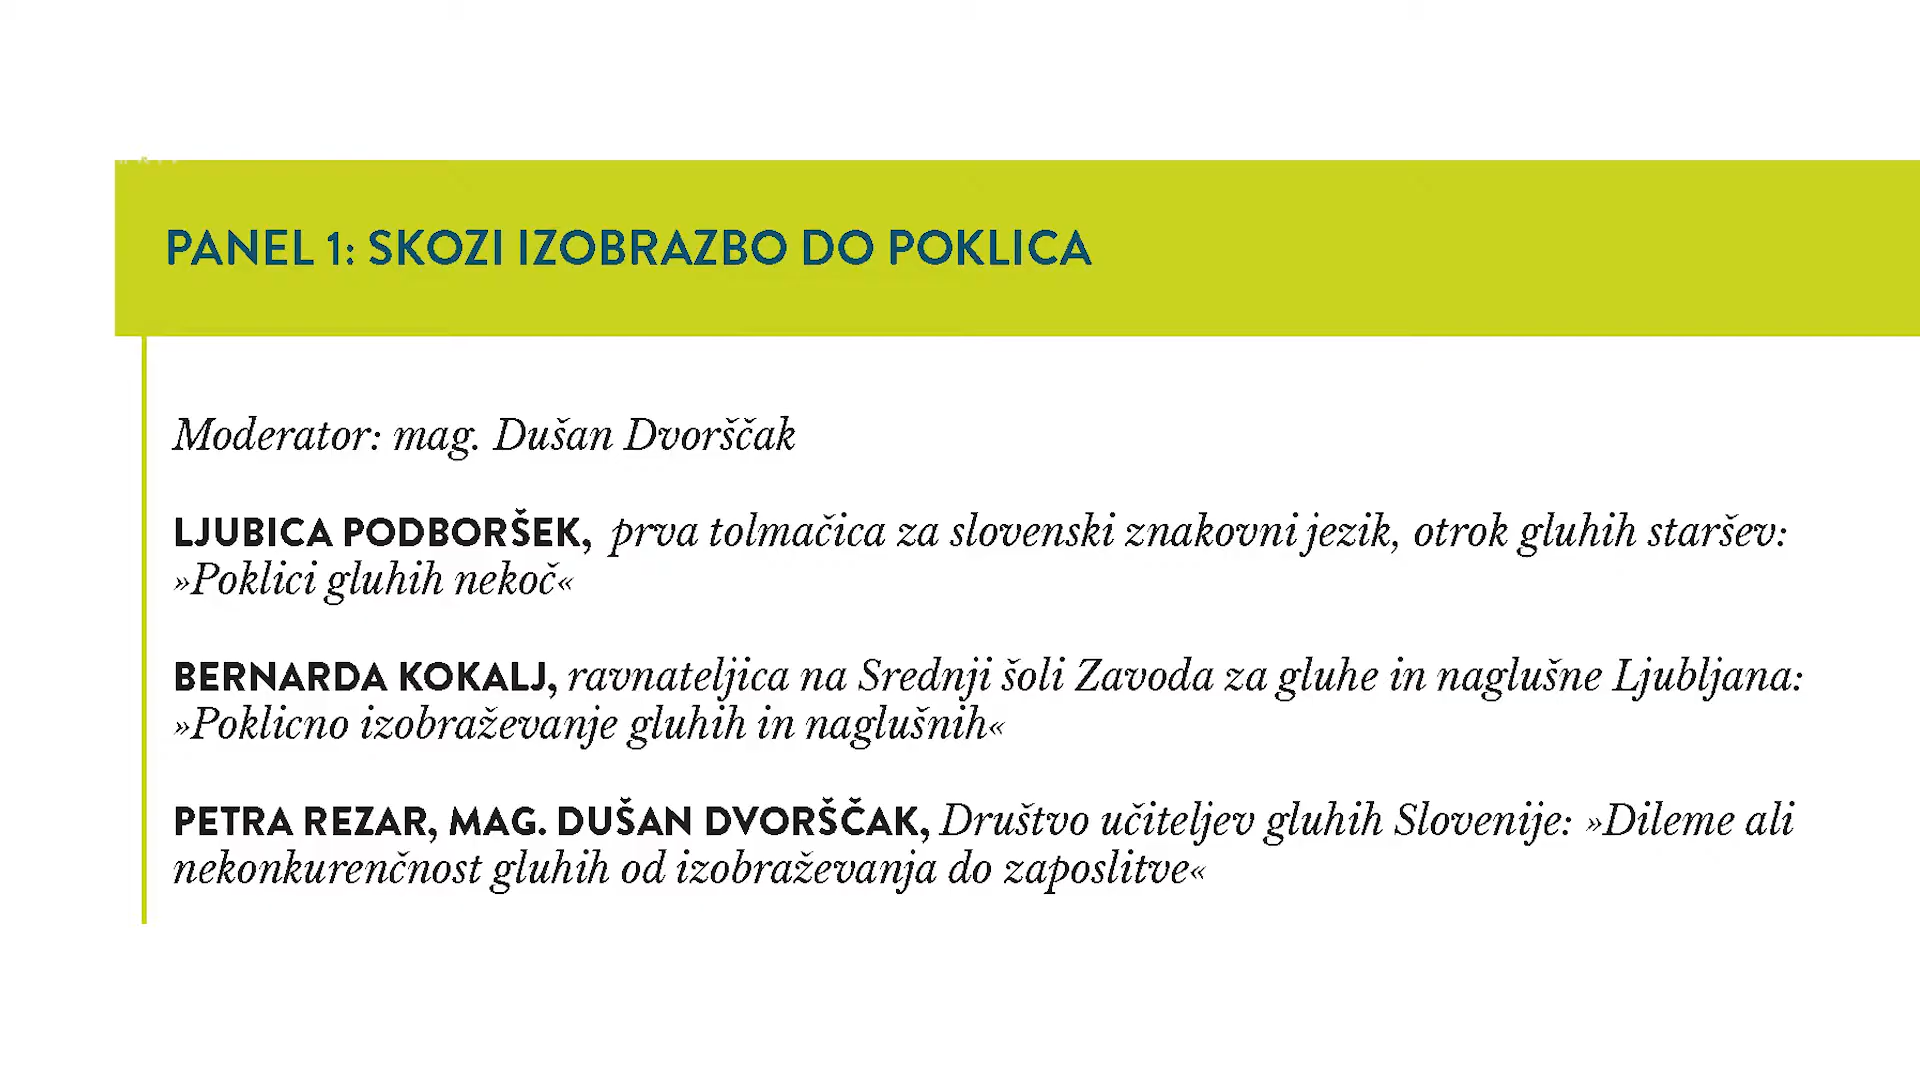 PANEL 1: SKOZI IZOBRAZBO DO POKLICA
Moderator: mag. Dušan Dvorščak
LJUBICA PODBORŠEK, prva tolmačica za slovenski znakovni jezik, otrok gluhih staršev:
»Poklici gluhih nekoč«
BERNARDA KOKALJ, ravnateljica na Srednji šoli Zavoda za gluhe in naglušne Ljubljana:
»Poklicno izobraževanje gluhih in naglušnih«
PETRA REZAR, MAG. DUŠAN DVORŠČAK, Društvo učiteljev gluhih Slovenije: »Dileme ali
nekonkurenčnost gluhih od izobraževanja do zaposlitve«